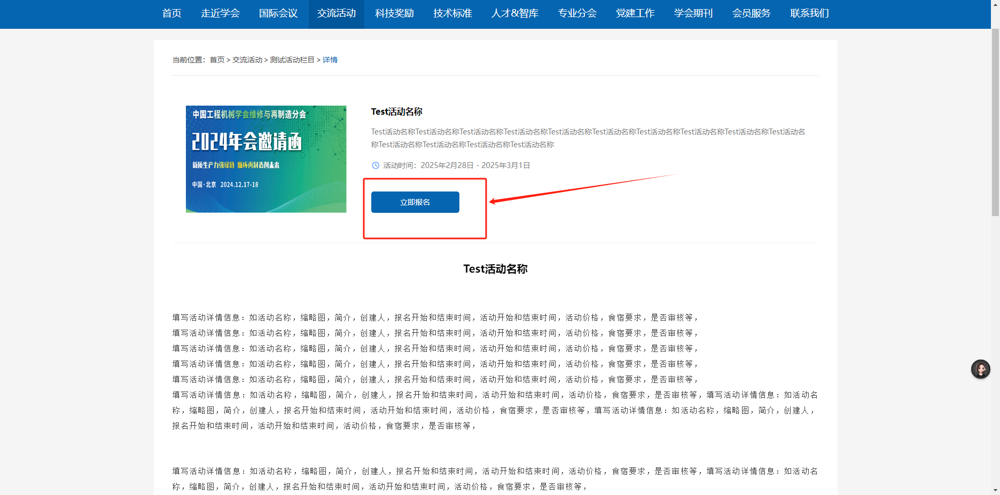 首页 走近学会 国际会议 交流活动 科技奖励 技术标准 人才&智库 专业分会 党建工作 学会期刊 会员服务 联系我们
当前位置：首页 > 交流活动 > 测试活动栏目 > 详情
中国工程机械学会维修与再制造分会
2024年会邀请函
新质生产力强绿链 循环再制造创未来
中国·北京 2024.12.17-18
Test活动名称
Test活动名称Test活动名称Test活动名称Test活动名称Test活动名称Test活动名称Test活动名称Test活动名称Test活动名称Test活动名
称Test活动名称Test活动名称Test活动名称Test活动名称
活动时间：2025年2月28日 - 2025年3月1日
立即报名
Test活动名称
填写活动详情信息：如活动名称，缩略图，简介，创建人，报名开始和结束时间，活动开始和结束时间，活动价格，食宿要求，是否审核等，
填写活动详情信息：如活动名称，缩略图，简介，创建人，报名开始和结束时间，活动开始和结束时间，活动价格，食宿要求，是否审核等，
填写活动详情信息：如活动名称，缩略图，简介，创建人，报名开始和结束时间，活动开始和结束时间，活动价格，食宿要求，是否审核等，
填写活动详情信息：如活动名称，缩略图，简介，创建人，报名开始和结束时间，活动开始和结束时间，活动价格，食宿要求，是否审核等，
填写活动详情信息：如活动名称，缩略图，简介，创建人，报名开始和结束时间，活动开始和结束时间，活动价格，食宿要求，是否审核等，
填写活动详情信息：如活动名称，缩略图，简介，创建人，报名开始和结束时间，活动开始和结束时间，活动价格，食宿要求，是否审核等，填写活动详情信息：如活动名
称，缩略图，简介，创建人，报名开始和结束时间，活动开始和结束时间，活动价格，食宿要求，是否审核等，填写活动详情信息：如活动名称，缩略图，简介，创建人，
报名开始和结束时间，活动开始和结束时间，活动价格，食宿要求，是否审核等，
填写活动详情信息：如活动名称，缩略图，简介，创建人，报名开始和结束时间，活动开始和结束时间，活动价格，食宿要求，是否审核等，填写活动详情信息：如活动名
称，缩略图，简介，创建人，报名开始和结束时间，活动开始和结束时间，活动价格，食宿要求，是否审核等，